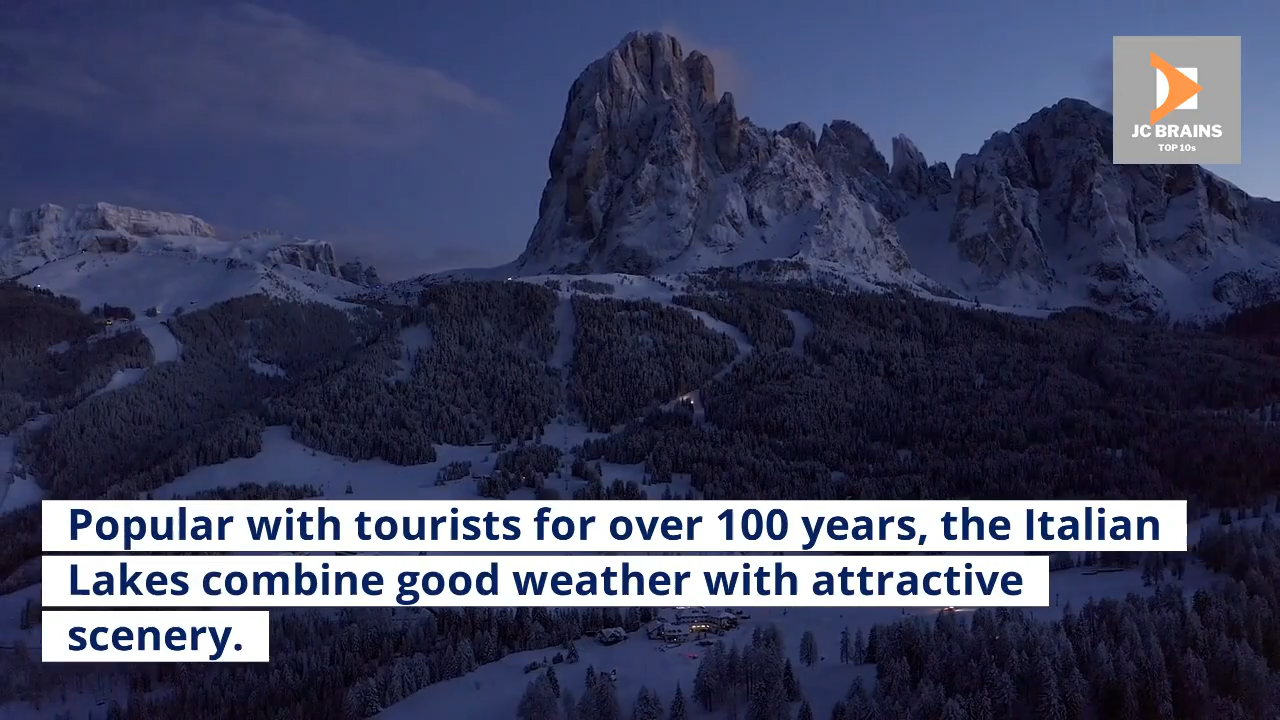 JC BRAINS
TOP 10s
Popular with tourists for over 100 years, the Italian
Lakes combine good weather with attractive
scenery.